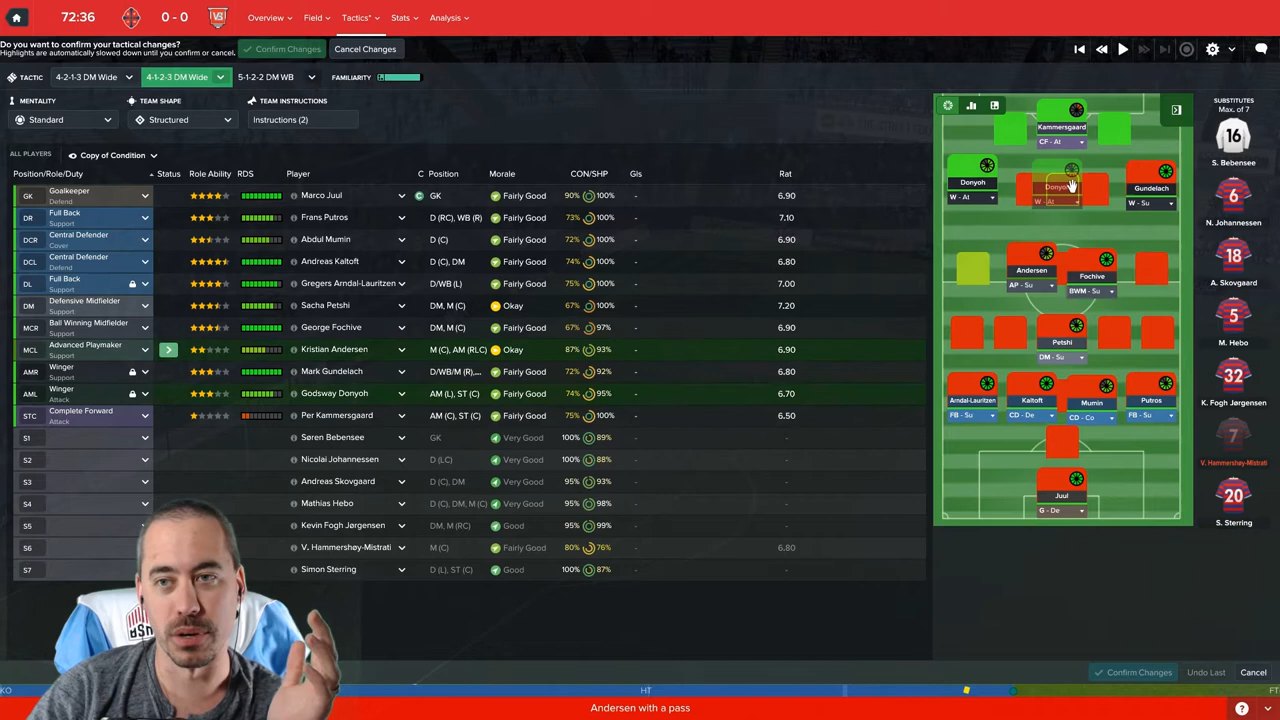 72:36
0 - 0
VB
Overview
Field
Tactics*
Stats
Analysis
Do you want to confirm your tactical changes?
Highlights are automatically slowed down until you confirm or cancel.
Confirm Changes
Cancel Changes
TACTIC
4-2-1-3 DM Wide
4-1-2-3 DM Wide
5-1-2-2 DM WB
FAMILIARITY
MENTALITY
TEAM SHAPE
TEAM INSTRUCTIONS
Standard
Structured
Instructions (2)
ALL PLAYERS
Copy of Condition
Position/Role/Duty Status Role Ability RDS Player C Position Morale CON/SHP Gls Rat
GK Goalkeeper Defend Marco Juul C GK Fairly Good 90% 100% - 6.90
DR Full Back Support Frans Putros D (RC), WB (R) Fairly Good 73% 100% - 7.10
DCR Central Defender Cover Abdul Mumin D (C) Fairly Good 72% 100% - 6.90
DCL Central Defender Defend Andreas Kaltoft D (C), DM Fairly Good 74% 100% - 6.80
DL Full Back Support Gregers Arndal-Lauritzen D/WB (L) Fairly Good 75% 100% - 7.00
DM Defensive Midfielder Support Sacha Petshi DM, M (C) Okay 67% 100% - 7.20
MCR Ball Winning Midfielder Support George Fochive DM, M (C) Fairly Good 67% 97% - 6.90
MCL Advanced Playmaker Support Kristian Andersen M (C), AM (RLC) Okay 87% 93% - 6.90
AMR Winger Support Mark Gundelach D/WB/M (R),... Fairly Good 72% 92% - 6.80
AML Winger Attack Godsway Donyoh AM (L), ST (C) Fairly Good 74% 95% - 6.70
STC Complete Forward Attack Per Kammersgaard AM (C), ST (C) Fairly Good 75% 100% - 6.50
S1 Søren Bebensee GK Very Good 100% 89% - -
S2 Nicolai Johannessen D (LC) Very Good 100% 88% - -
S3 Andreas Skovgaard D (C), DM Very Good 95% 93% - -
S4 Mathias Hebo D (C), DM, M (C) Very Good 95% 98% - -
S5 Kevin Fogh Jørgensen DM, M (RC) Good 95% 99% - -
S6 V. Hammershøy-Mistrati M (C) Fairly Good 80% 76% - 6.80
S7 Simon Sterring D (L), ST (C) Good 100% 87% - -
Kammersgaard
CF - At
Donyoh
W - At
Donyo
W - At
Gundelach
W - Su
Andersen
AP - Su
Fochive
BWM - Su
Petshi
DM - Su
Arndal-Lauritzen
FB - Su
Kaltoft
CD - De
Mumin
CD - Co
Putros
FB - Su
Juul
G - De
SUBSTITUTES
Max. of 7
16
S. Bebensee
6
N. Johannessen
18
A. Skovgaard
5
M. Hebo
32
K. Fogh Jørgensen
7
V. Hammershøy-Mistrati
20
S. Sterring
Confirm Changes
Undo Last
Cancel
KO
HT
FT
Andersen with a pass